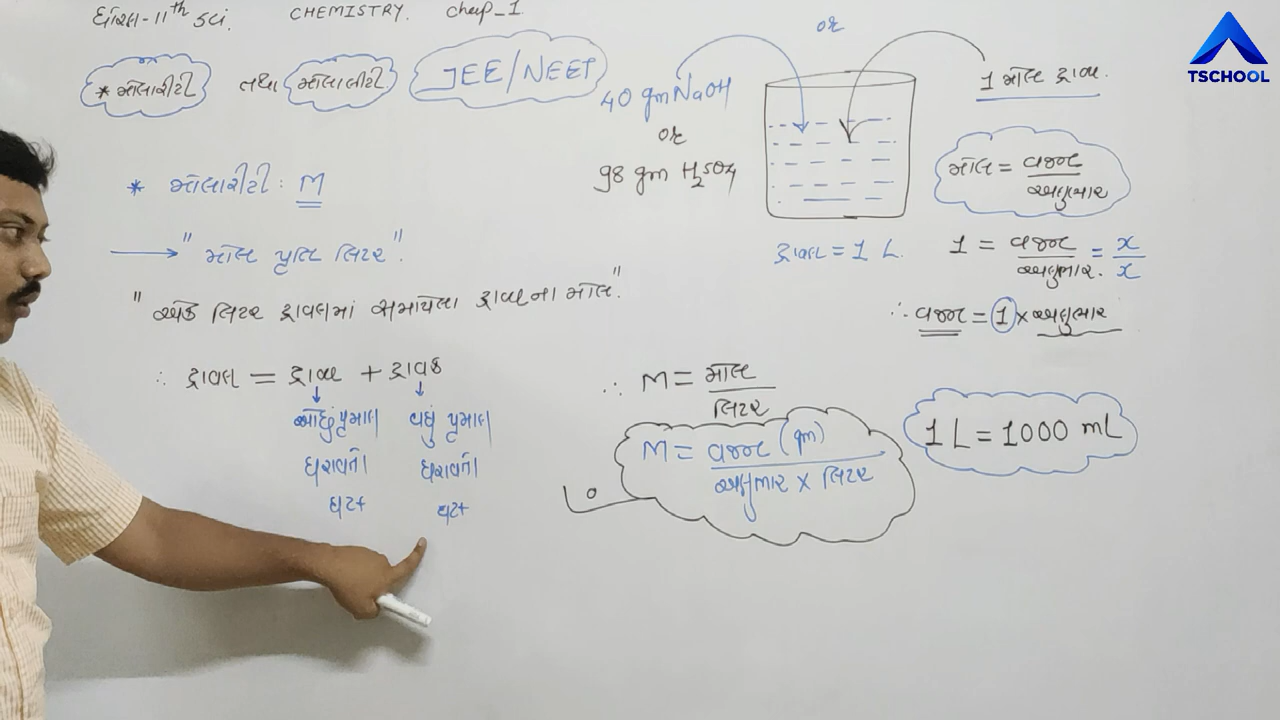 ધોરણ-11th Sci. CHEMISTRY. Chap_1
* મોલારીટી તથા મોલાલીટી JEE/NEET
* મોલારીટી : M
"મોલ પ્રતિ લિટર".
"એક લિટર દ્રાવણમાં સમાયેલા દ્રાવ્યના મોલ."
∴ દ્રાવણ = દ્રાવ્ય + દ્રાવક
↓ ↓
ઓછું પ્રમાણ વધુ પ્રમાણ
ધરાવતો ધરાવતો
ઘટક ઘટક
or
40 gm NaOH
or
98 gm H₂SO₄
1 મોલ દ્રાવ્ય.
દ્રાવણ = 1 L.
મોલ = વજન / અણુભાર
1 = વજન / અણુભાર. = x / x
∴ વજન = 1 × અણુભાર
∴ M = મોલ / લિટર
M = વજન (gm) / અણુભાર × લિટર
1 L = 1000 mL
TSCHOOL